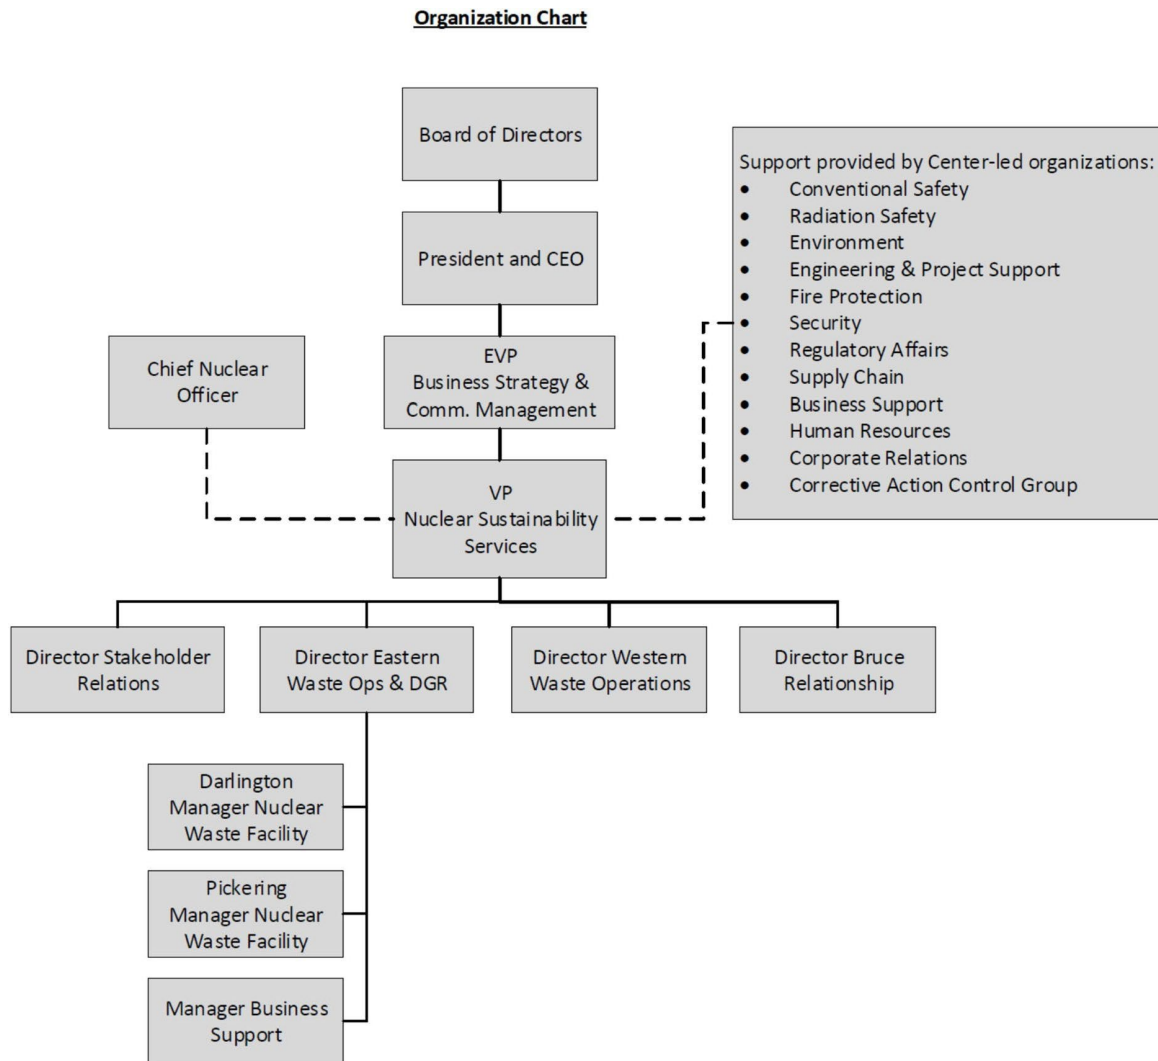 Organization Chart
Board of Directors
President and CEO
EVP
Business Strategy &
Comm. Management
Chief Nuclear
Officer
VP
Nuclear Sustainability
Services
Support provided by Center-led organizations:
• Conventional Safety
• Radiation Safety
• Environment
• Engineering & Project Support
• Fire Protection
• Security
• Regulatory Affairs
• Supply Chain
• Business Support
• Human Resources
• Corporate Relations
• Corrective Action Control Group
Director Stakeholder
Relations
Director Eastern
Waste Ops & DGR
Director Western
Waste Operations
Director Bruce
Relationship
Darlington
Manager Nuclear
Waste Facility
Pickering
Manager Nuclear
Waste Facility
Manager Business
Support